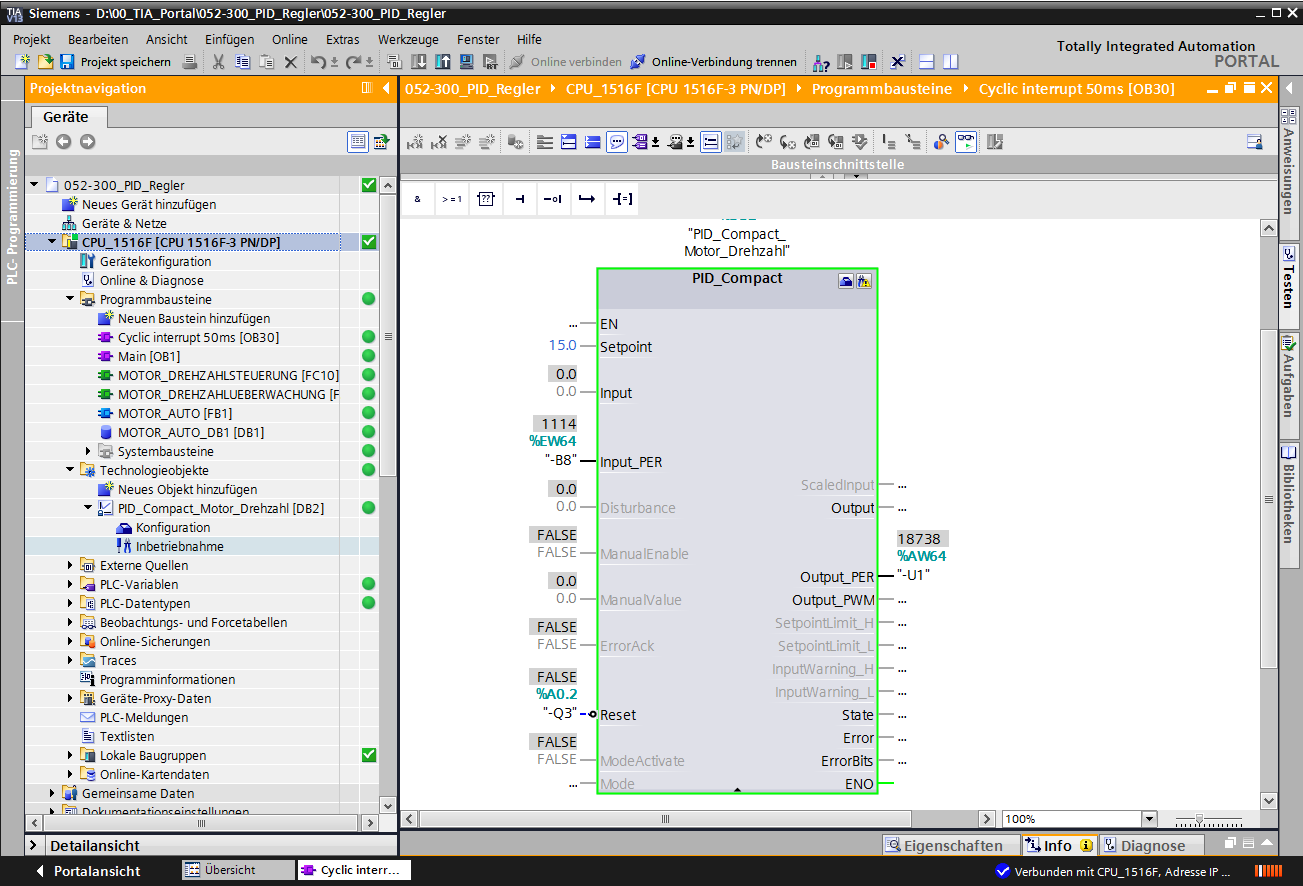 Siemens - D:\00_TIA_Portal\052-300_PID_Regler\052-300_PID_Regler
Projekt Bearbeiten Ansicht Einfügen Online Extras Werkzeuge Fenster Hilfe
Totally Integrated Automation
PORTAL
Projekt speichern
Online verbinden
Online-Verbindung trennen
Projektnavigation
052-300_PID_Regler
CPU_1516F [CPU 1516F-3 PN/DP]
Programmbausteine
Cyclic interrupt 50ms [OB30]
Geräte
Bausteinschnittstelle
PLC- Programmierung
052-300_PID_Regler
Neues Gerät hinzufügen
Geräte & Netze
CPU_1516F [CPU 1516F-3 PN/DP]
Gerätekonfiguration
Online & Diagnose
Programmbausteine
Neuen Baustein hinzufügen
Cyclic interrupt 50ms [OB30]
Main [OB1]
MOTOR_DREHZAHLSTEUERUNG [FC10]
MOTOR_DREHZAHLUEBERWACHUNG [F
MOTOR_AUTO [FB1]
MOTOR_AUTO_DB1 [DB1]
Systembausteine
Technologieobjekte
Neues Objekt hinzufügen
PID_Compact_Motor_Drehzahl [DB2]
Konfiguration
Inbetriebnahme
Externe Quellen
PLC-Variablen
PLC-Datentypen
Beobachtungs- und Forcetabellen
Online-Sicherungen
Traces
Programminformationen
Geräte-Proxy-Daten
PLC-Meldungen
Textlisten
Lokale Baugruppen
Online-Kartendaten
Gemeinsame Daten
Dokumentationseinstellungen
Detailansicht
& >=1 ?? -o|
"PID_Compact_
Motor_Drehzahl"
PID_Compact
... EN
15.0 Setpoint
0.0
0.0 Input
1114
%EW64
"-B8" Input_PER
ScaledInput ...
0.0
0.0 Disturbance
Output ...
FALSE
FALSE ManualEnable
18738
%AW64
Output_PER "-U1"
0.0
0.0 ManualValue
Output_PWM ...
SetpointLimit_H ...
FALSE
FALSE ErrorAck
SetpointLimit_L ...
InputWarning_H ...
FALSE
%A0.2
InputWarning_L ...
"-Q3" Reset
State ...
Error ...
FALSE
FALSE ModeActivate
ErrorBits ...
... Mode
ENO
100%
Anweisungen
Testen
Aufgaben
Bibliotheken
Eigenschaften
Info
Diagnose
Portalansicht
Übersicht
Cyclic interr...
Verbunden mit CPU_1516F, Adresse IP ...